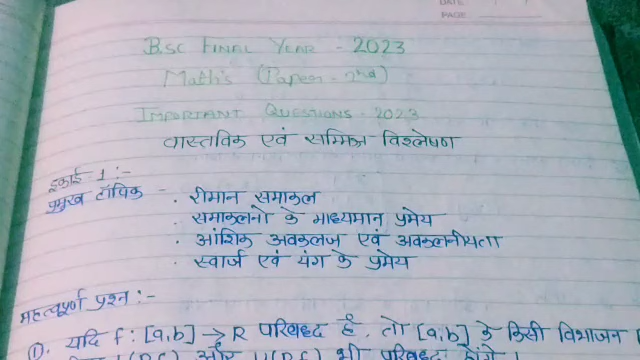 DATE
PAGE
BSC FINAL YEAR - 2023
Math's (Paper - 2nd)
IMPORTANT QUESTIONS - 2023
वास्तविक एवं सम्मिश्र विश्लेषण
इकाई 1 :-
प्रमुख टॉपिक - . रीमान समाकल
. समाकलनो के माध्यमान प्रमेय
. आंशिक अवकलज एवं अवकलनीयता
. स्वार्ज एवं यंग के प्रमेय
महत्वपूर्ण प्रश्न :-
(1). यदि f: [a,b] → R परिबद्ध है, तो [a,b] के किसी विभाजन
और भी परिबद्ध होंगे